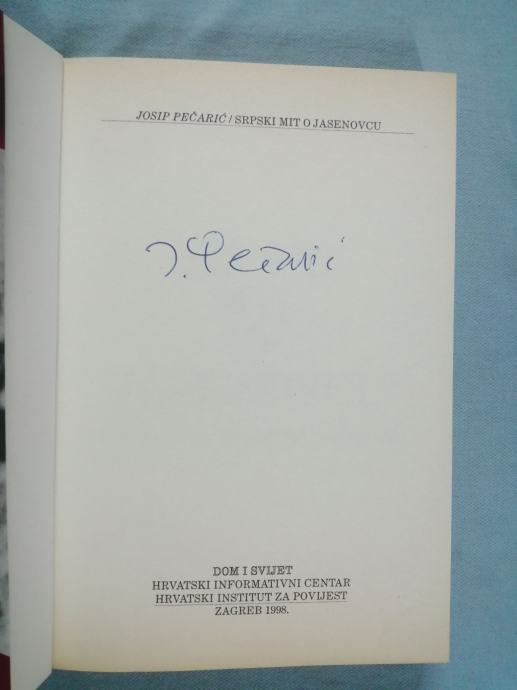 JOSIP PEČARIĆ / SRPSKI MIT O JASENOVCU
J. Pečarić
DOM I SVIJET
HRVATSKI INFORMATIVNI CENTAR
HRVATSKI INSTITUT ZA POVIJEST
ZAGREB 1998.